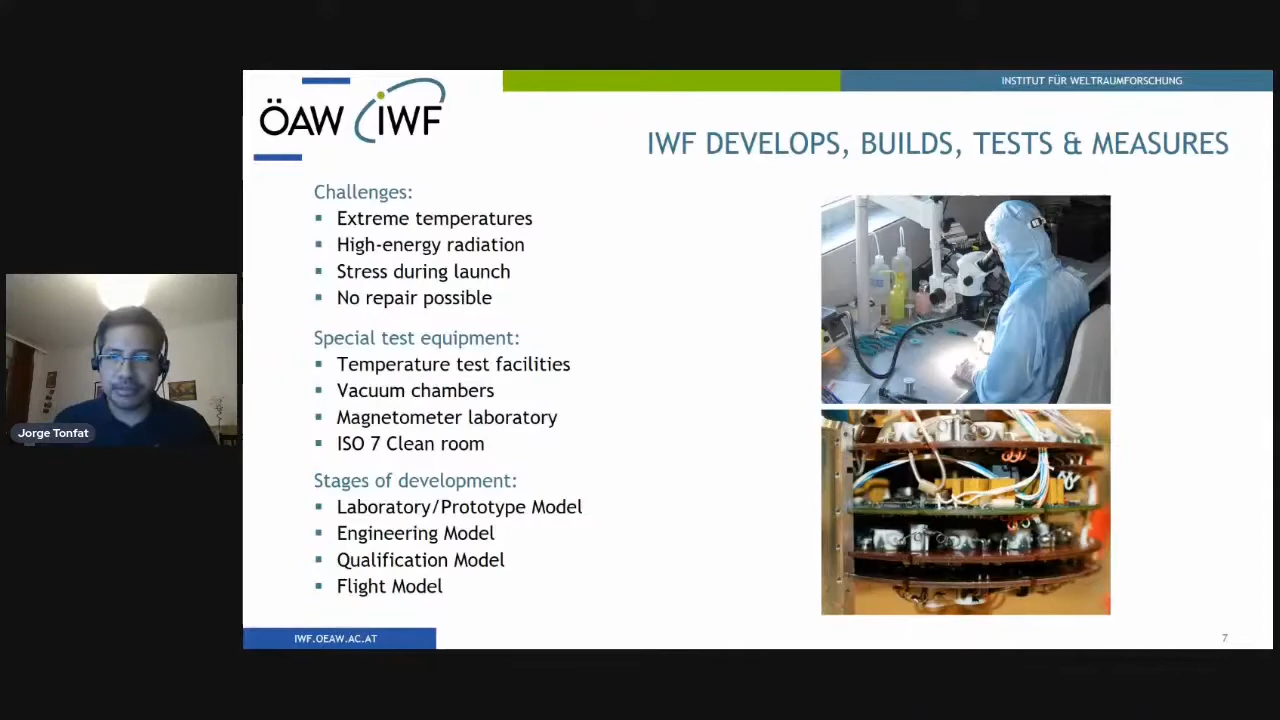 INSTITUT FÜR WELTRAUMFORSCHUNG
ÖAW IWF
IWF DEVELOPS, BUILDS, TESTS & MEASURES
Challenges:
▪ Extreme temperatures
▪ High-energy radiation
▪ Stress during launch
▪ No repair possible
Special test equipment:
▪ Temperature test facilities
▪ Vacuum chambers
▪ Magnetometer laboratory
▪ ISO 7 Clean room
Stages of development:
▪ Laboratory/Prototype Model
▪ Engineering Model
▪ Qualification Model
▪ Flight Model
Jorge Tonfat
IWF.OEAW.AC.AT
7